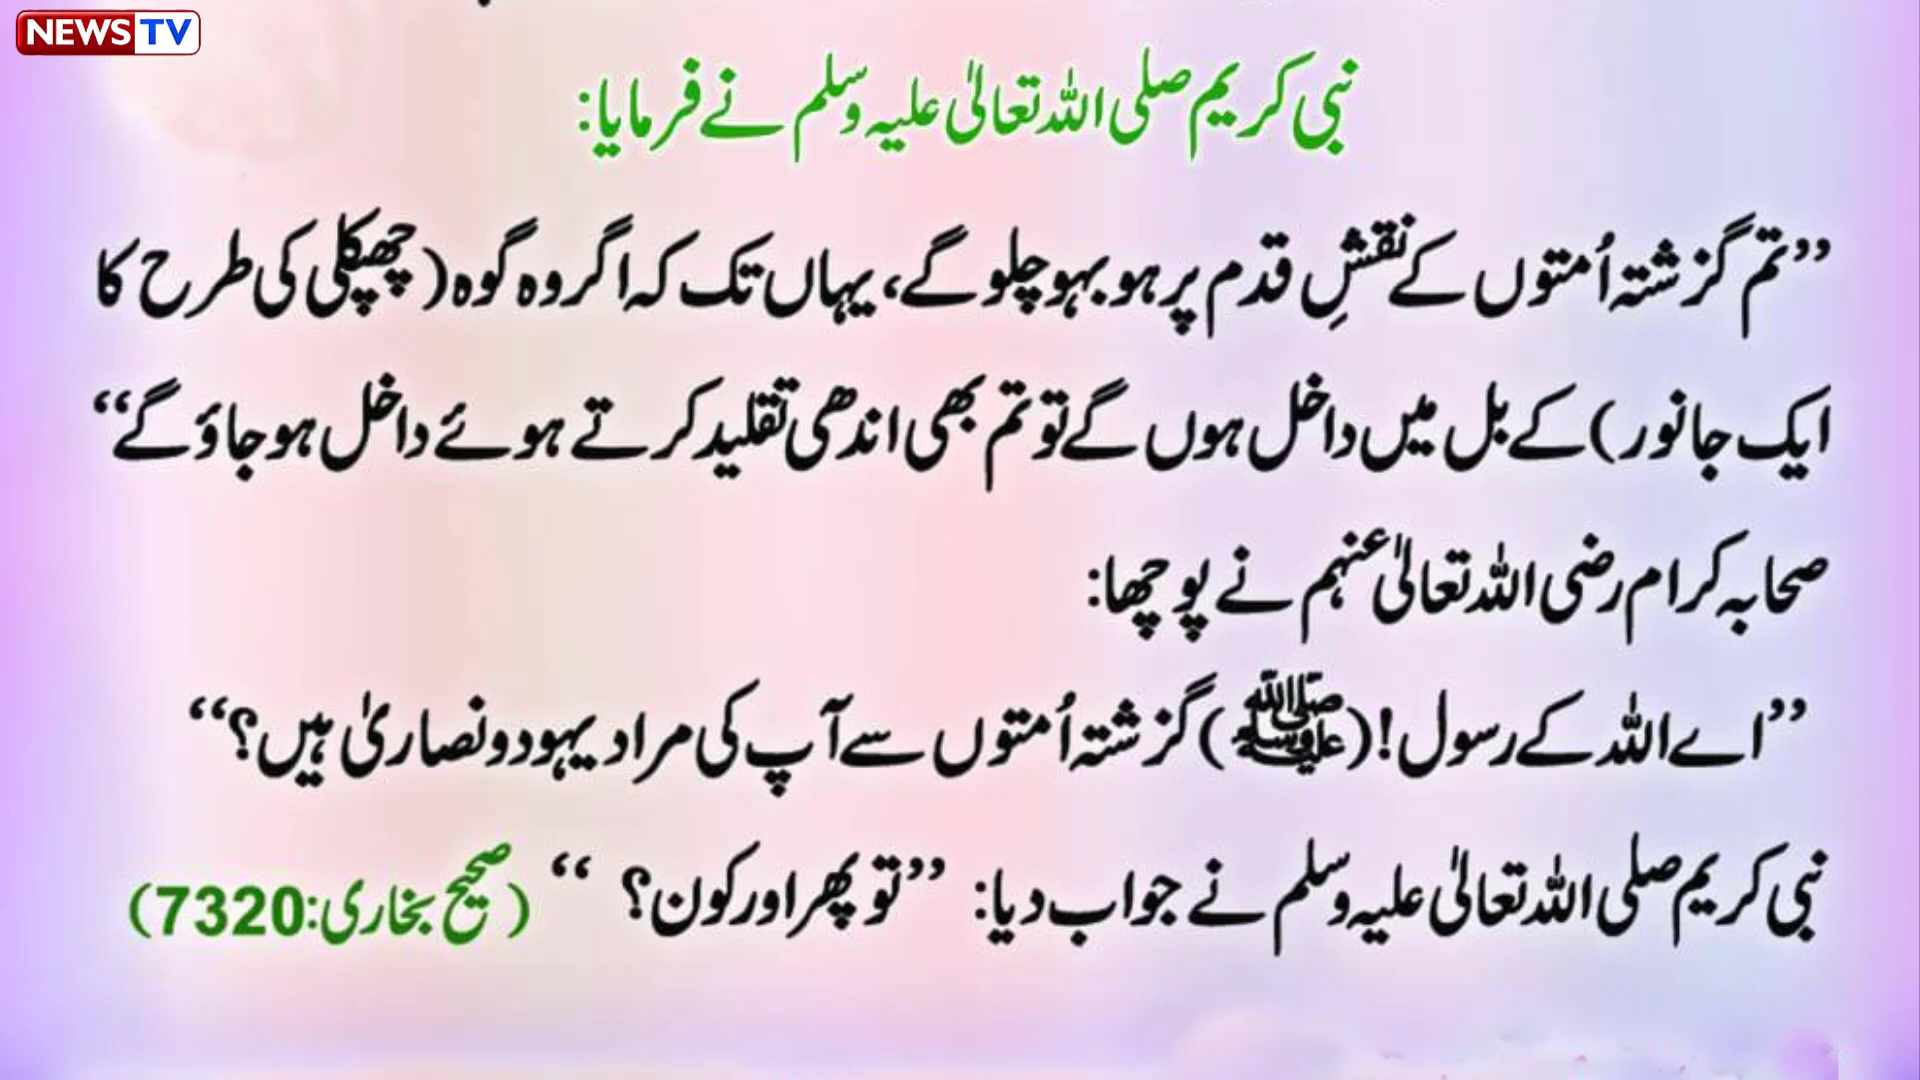 NEWS TV
نبی کریم صلی اللہ تعالیٰ علیہ وسلم نے فرمایا:
”تم گزشتہ اُمتوں کے نقشِ قدم پر ہو بہو چلو گے، یہاں تک کہ اگر وہ گوہ (چھپکلی کی طرح کا
ایک جانور) کے بل میں داخل ہوں گے تو تم بھی اندھی تقلید کرتے ہوئے داخل ہو جاؤ گے“
صحابہ کرام رضی اللہ تعالیٰ عنہم نے پوچھا:
”اے اللہ کے رسول! (ﷺ) گزشتہ اُمتوں سے آپ کی مراد یہود و نصاریٰ ہیں؟“
نبی کریم صلی اللہ تعالیٰ علیہ وسلم نے جواب دیا: ”تو پھر اور کون؟“ (صحیح بخاری:7320)